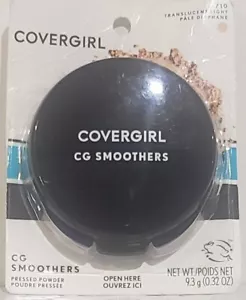 710
TRANSLUCENT LIGHT
PÂLE DIAPHANE
COVERGIRL
COVERGIRL
CG SMOOTHERS
CG
SMOOTHERS
PRESSED POWDER
POUDRE PRESSÉE
OPEN HERE
OUVREZ ICI
NET WT/POIDS NET
9.3 g (0.32 OZ)